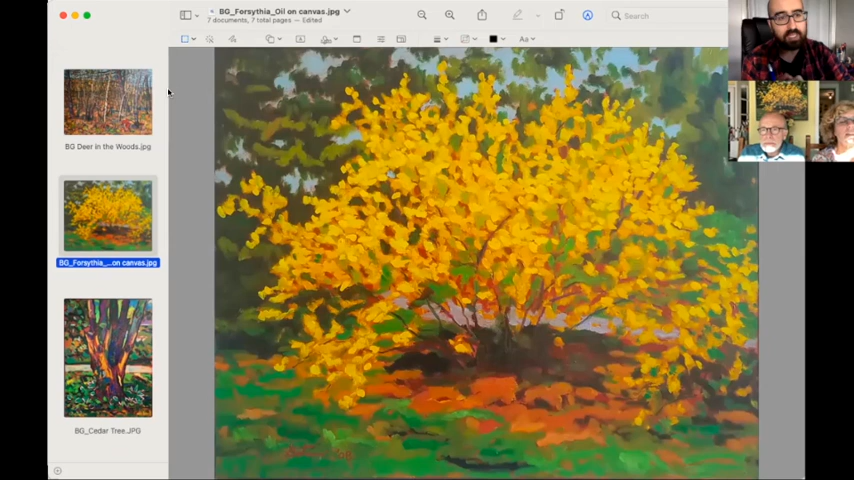 BG_Forsythia_Oil on canvas.jpg
7 documents, 7 total pages — Edited
Search
Aa
BG Deer in the Woods.jpg
BG_Forsythia_...on canvas.jpg
BG_Cedar Tree.JPG